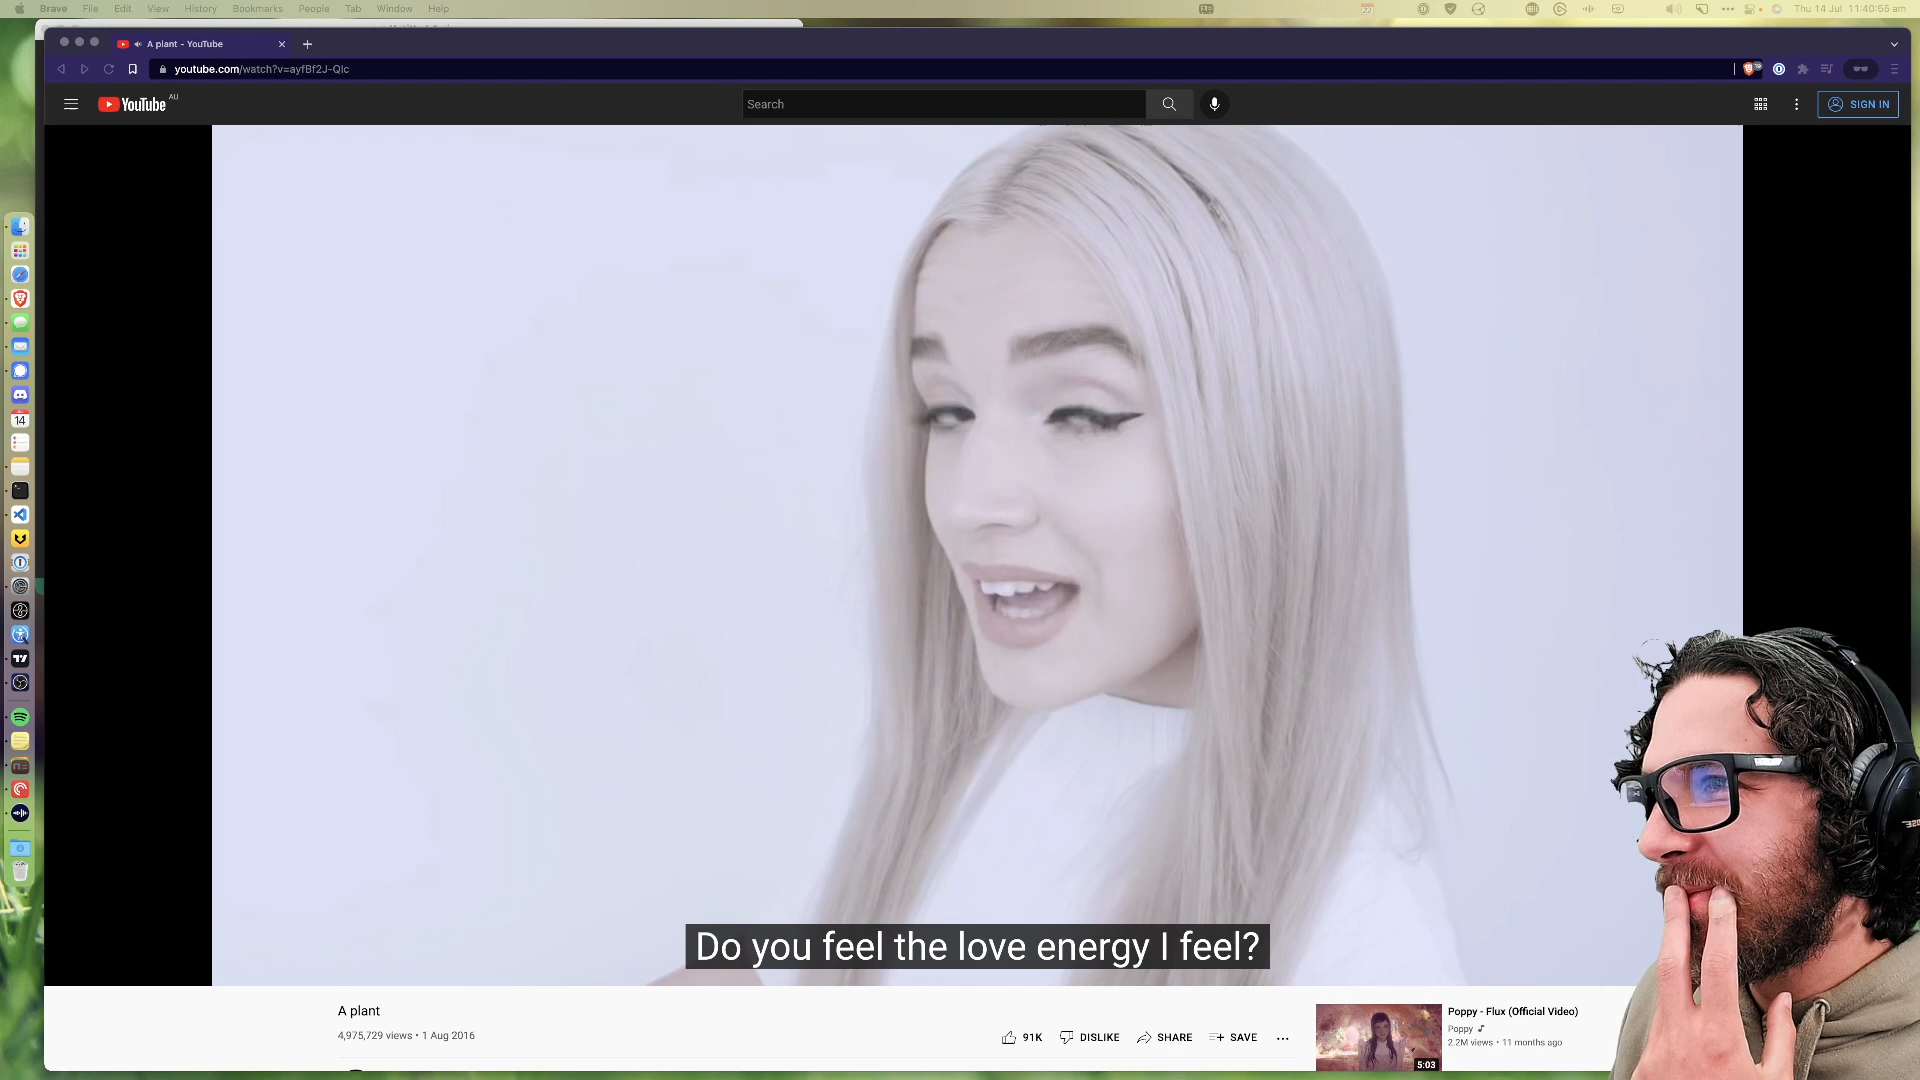 Brave File Edit View History Bookmarks People Tab Window Help
Thu 14 Jul 11:40:55 am
A plant - YouTube
youtube.com/watch?v=ayfBf2J-QIc
YouTube AU
Search
SIGN IN
14
Do you feel the love energy I feel?
A plant
4,975,729 views • 1 Aug 2016
91K DISLIKE SHARE SAVE
5:03
Poppy - Flux (Official Video)
Poppy
2.2M views • 11 months ago